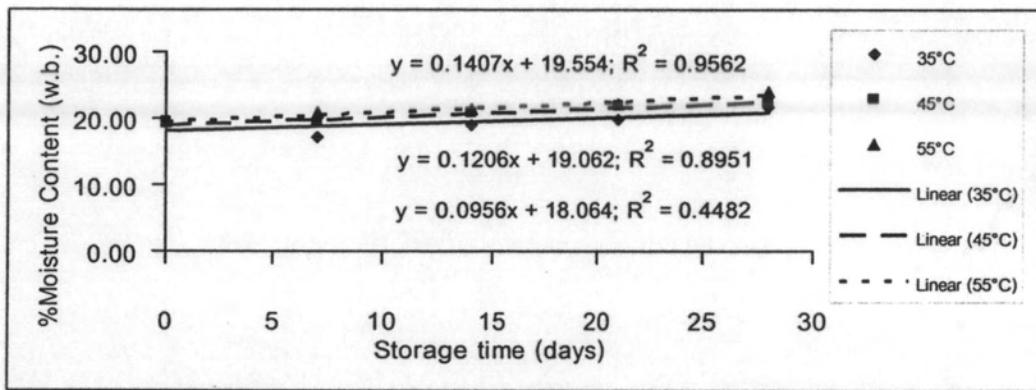 30.00
20.00
10.00
0.00
%Moisture Content (w.b.)
y = 0.1407x + 19.554; R² = 0.9562
y = 0.1206x + 19.062; R² = 0.8951
y = 0.0956x + 18.064; R² = 0.4482
0 5 10 15 20 25 30
Storage time (days)
35°C
45°C
55°C
Linear (35°C)
Linear (45°C)
Linear (55°C)